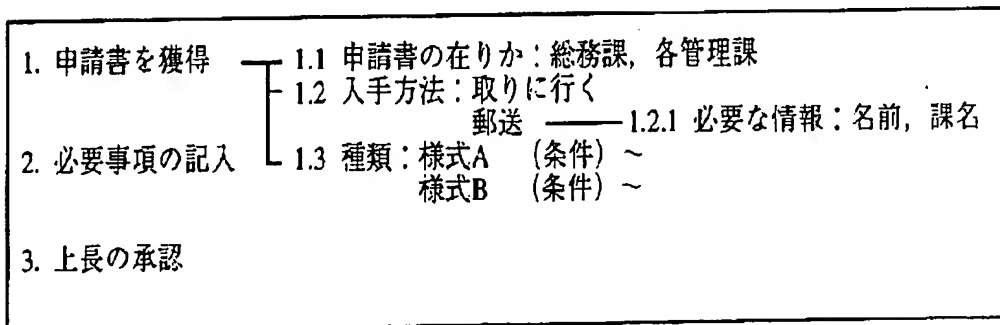 1. 申請書を獲得 1.1 申請書の在りか：総務課，各管理課
1.2 入手方法：取りに行く
郵送 1.2.1 必要な情報：名前，課名
2. 必要事項の記入 1.3 種類：様式A （条件）～
様式B （条件）～
3. 上長の承認